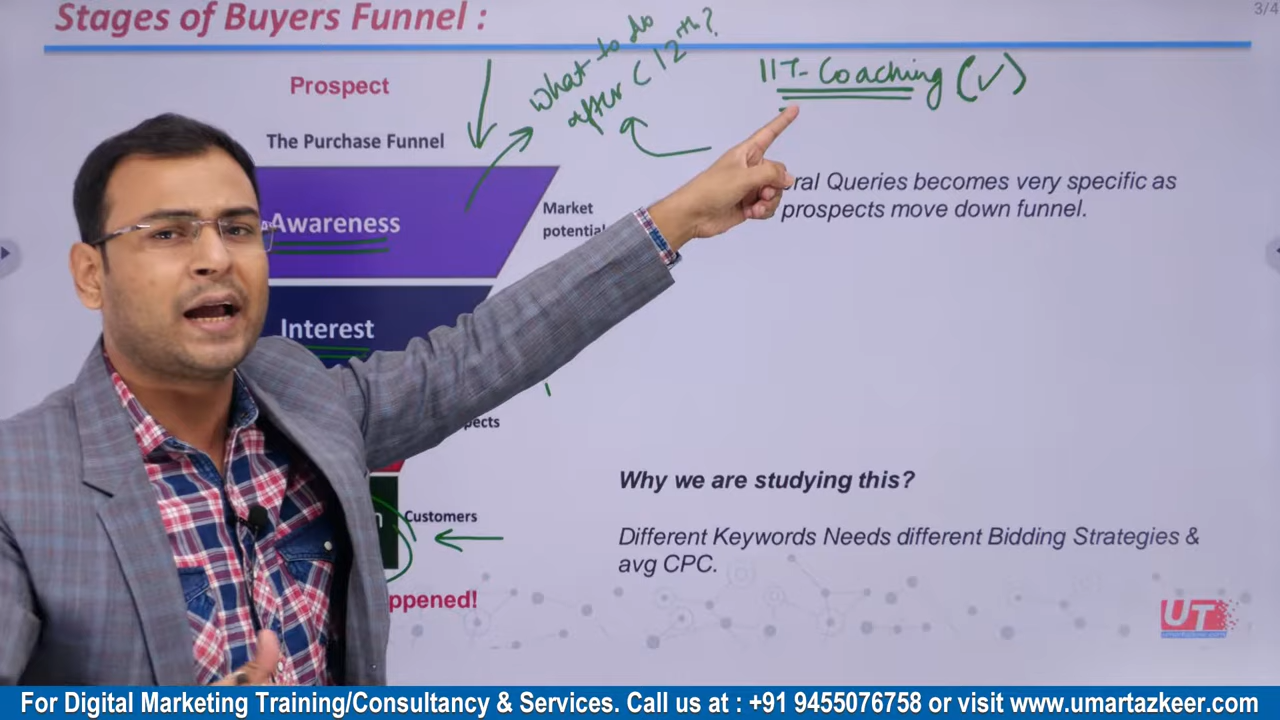 Stages of Buyers Funnel :
3/4
Prospect
what to do
after (12th?
IIT-Coaching (✓)
The Purchase Funnel
Awareness
Market
potential
Queries becomes very specific as
prospects move down funnel.
Interest
Customers
Why we are studying this?
Different Keywords Needs different Bidding Strategies &
avg CPC.
UT
umartazkeer.com
For Digital Marketing Training/Consultancy & Services. Call us at : +91 9455076758 or visit www.umartazkeer.com